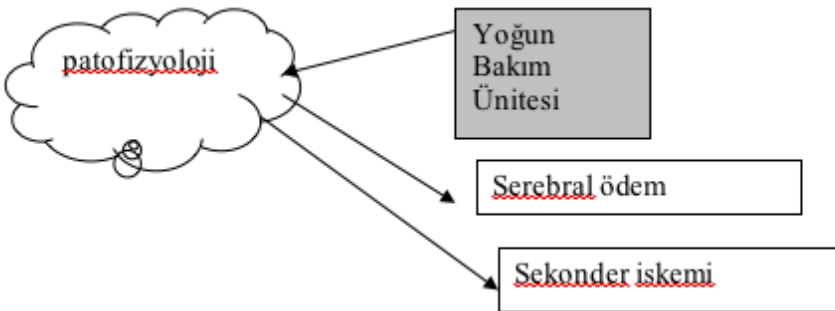 patofizyoloji
Yoğun
Bakım
Ünitesi
Serebral ödem
Sekonder iskemi